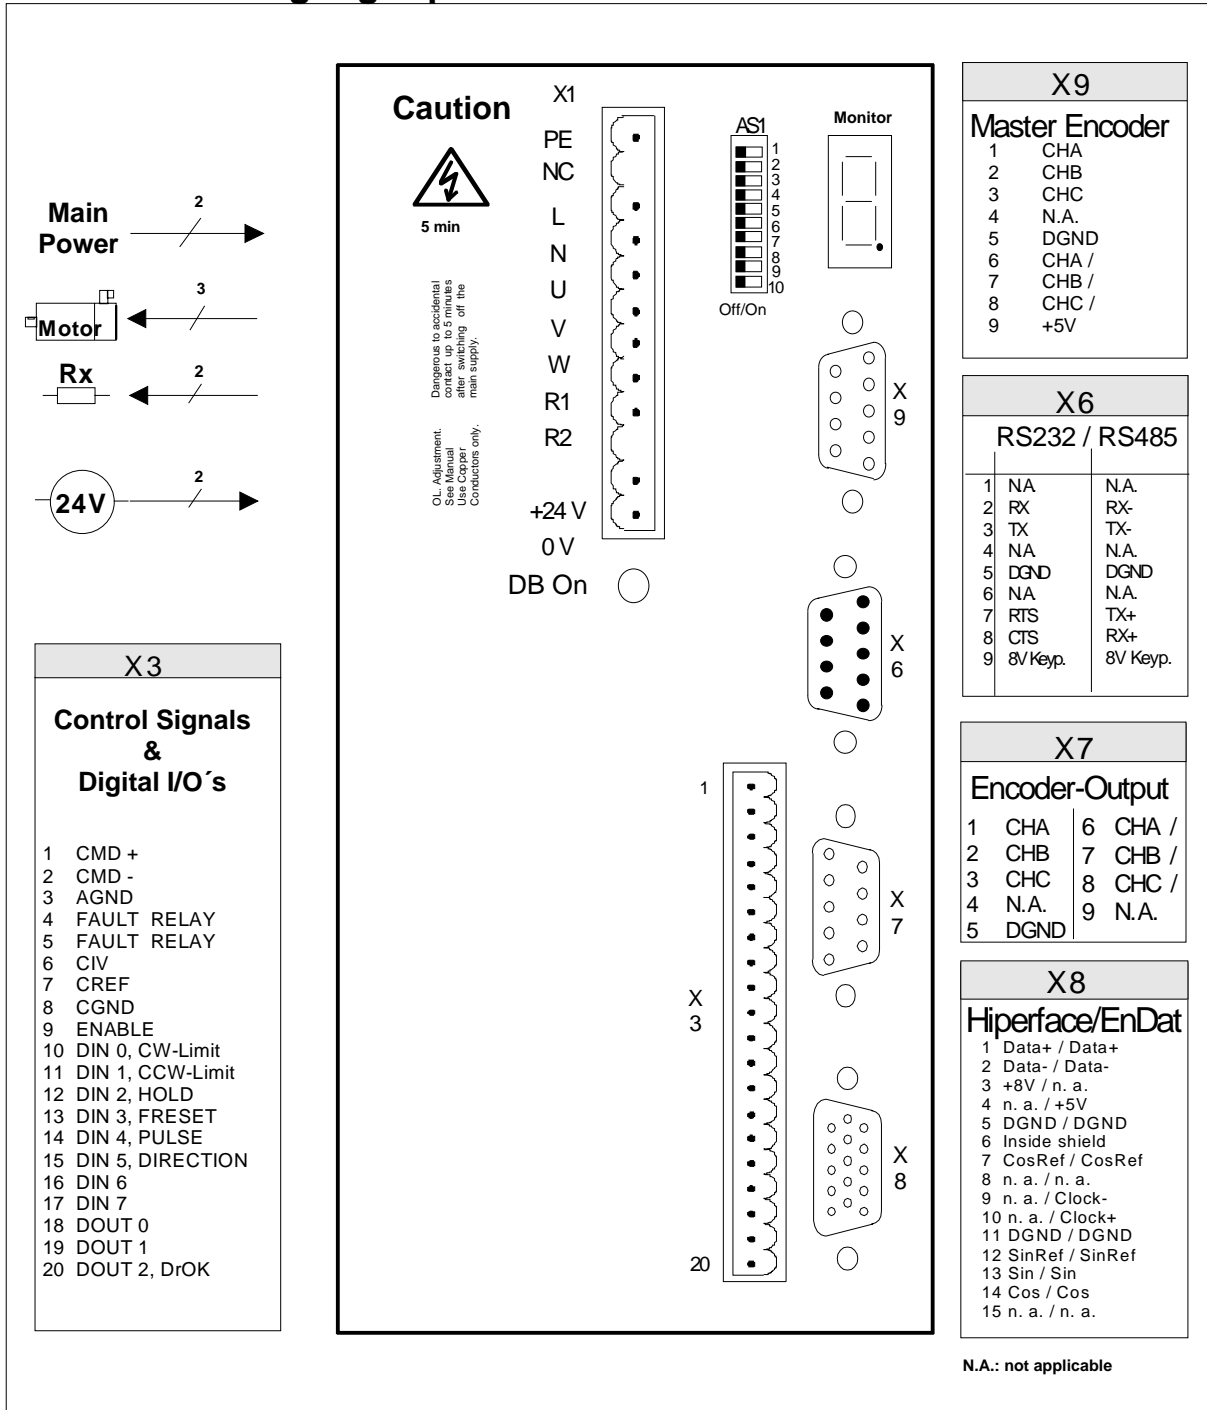 Main
Power
2
Motor
3
Rx
2
24V
2
X3
Control Signals
&
Digital I/O´s
1 CMD +
2 CMD -
3 AGND
4 FAULT RELAY
5 FAULT RELAY
6 CIV
7 CREF
8 CGND
9 ENABLE
10 DIN 0, CW-Limit
11 DIN 1, CCW-Limit
12 DIN 2, HOLD
13 DIN 3, FRESET
14 DIN 4, PULSE
15 DIN 5, DIRECTION
16 DIN 6
17 DIN 7
18 DOUT 0
19 DOUT 1
20 DOUT 2, DrOK
Caution
5 min
Dangerous to accidental
contact up to 5 minutes
after switching off the
main supply.
OL. Adjustment.
See Manual
Use Copper
Conductors only.
X1
PE
NC
L
N
U
V
W
R1
R2
+24 V
0 V
DB On
AS1
1
2
3
4
5
6
7
8
9
10
Off/On
Monitor
X
9
X
6
X
7
X
8
1
X
3
20
X9
Master Encoder
1 CHA
2 CHB
3 CHC
4 N.A.
5 DGND
6 CHA /
7 CHB /
8 CHC /
9 +5V
X6
RS232 / RS485
1 NA N.A.
2 RX RX-
3 TX TX-
4 NA N.A.
5 DGND DGND
6 NA N.A.
7 RTS TX+
8 CTS RX+
9 8V Keyp. 8V Keyp.
X7
Encoder-Output
1 CHA 6 CHA /
2 CHB 7 CHB /
3 CHC 8 CHC /
4 N.A. 9 N.A.
5 DGND
X8
Hiperface/EnDat
1 Data+ / Data+
2 Data- / Data-
3 +8V / n. a.
4 n. a. / +5V
5 DGND / DGND
6 Inside shield
7 CosRef / CosRef
8 n. a. / n. a.
9 n. a. / Clock-
10 n. a. / Clock+
11 DGND / DGND
12 SinRef / SinRef
13 Sin / Sin
14 Cos / Cos
15 n. a. / n. a.
N.A.: not applicable